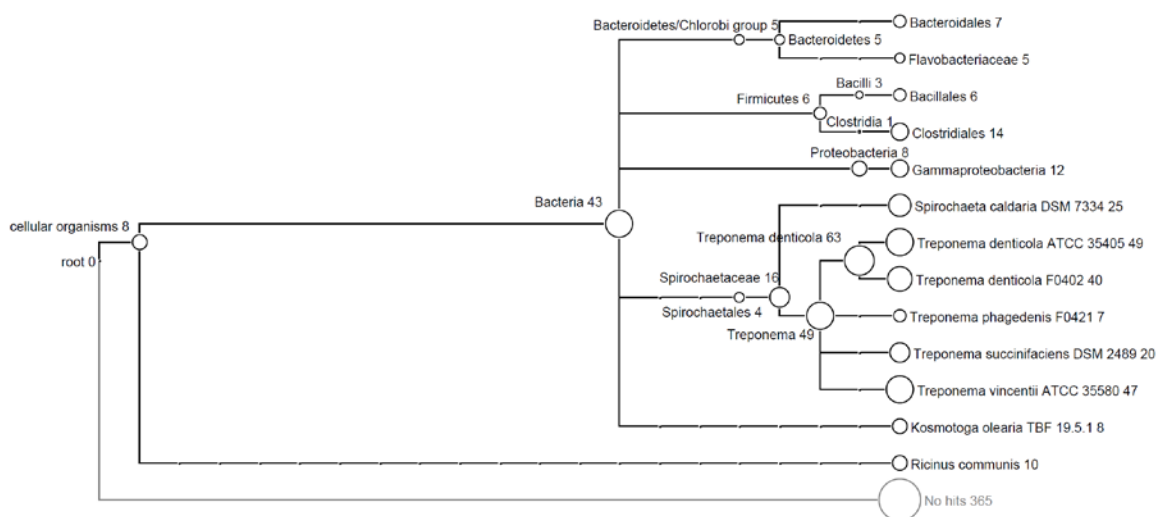 Bacteroidetes/Chlorobi group 5
Bacteroidales 7
Bacteroidetes 5
Flavobacteriaceae 5
Bacilli 3
Firmicutes 6
Bacillales 6
Clostridia 1
Clostridiales 14
Proteobacteria 8
Gammaproteobacteria 12
Bacteria 43
Spirochaeta caldaria DSM 7334 25
cellular organisms 8
Treponema denticola 63
Treponema denticola ATCC 35405 49
root 0
Spirochaetaceae 16
Treponema denticola F0402 40
Spirochaetales 4
Treponema phagedenis F0421 7
Treponema 49
Treponema succinifaciens DSM 2489 20
Treponema vincentii ATCC 35580 47
Kosmotoga olearia TBF 19.5.1 8
Ricinus communis 10
No hits 365